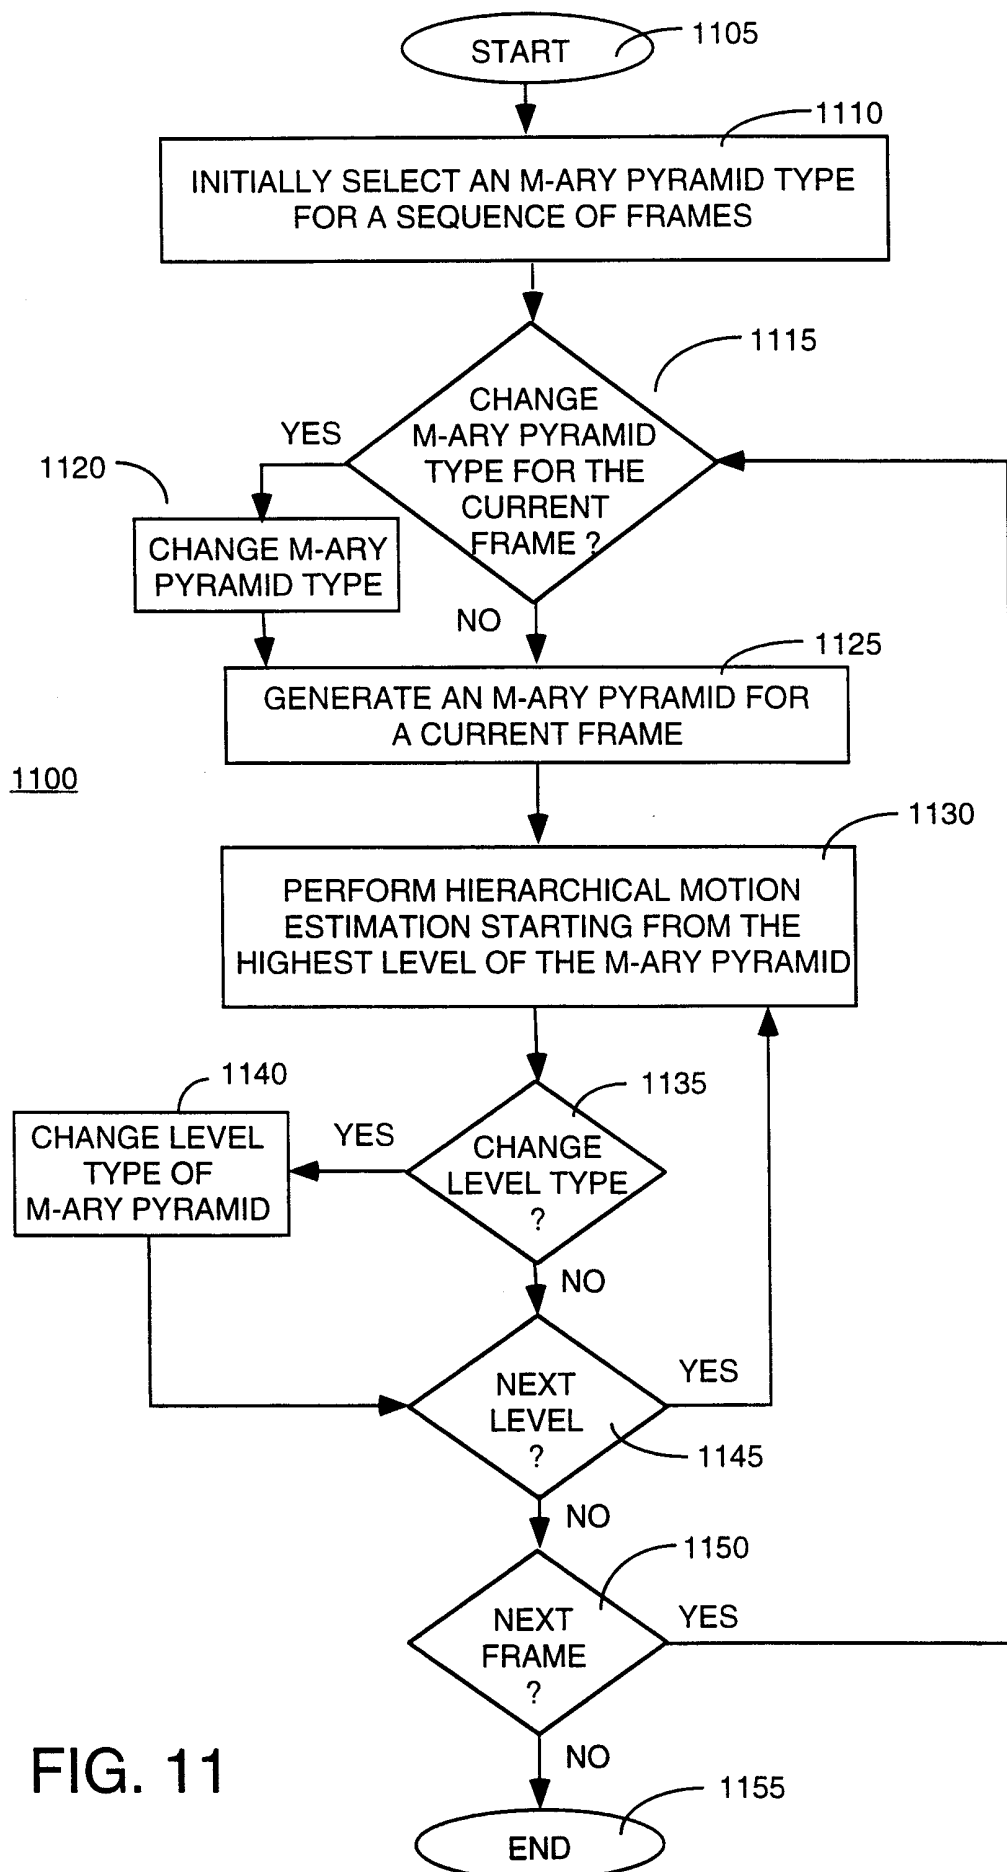 START
1105
1110
INITIALLY SELECT AN M-ARY PYRAMID TYPE
FOR A SEQUENCE OF FRAMES
1115
CHANGE
M-ARY PYRAMID
TYPE FOR THE
CURRENT
FRAME ?
YES
1120
CHANGE M-ARY
PYRAMID TYPE
NO
1125
GENERATE AN M-ARY PYRAMID FOR
A CURRENT FRAME
1100
1130
PERFORM HIERARCHICAL MOTION
ESTIMATION STARTING FROM THE
HIGHEST LEVEL OF THE M-ARY PYRAMID
1135
CHANGE
LEVEL TYPE
?
YES
1140
CHANGE LEVEL
TYPE OF
M-ARY PYRAMID
NO
NEXT
LEVEL
?
YES
1145
NO
1150
NEXT
FRAME
?
YES
NO
FIG. 11
1155
END